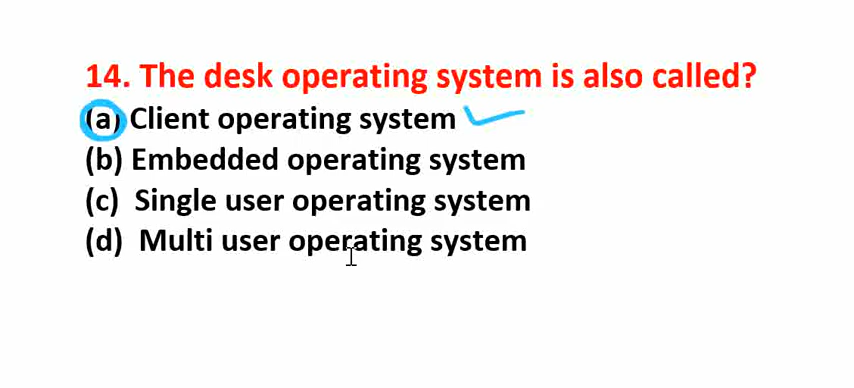 14. The desk operating system is also called?
(a) Client operating system
(b) Embedded operating system
(c) Single user operating system
(d) Multi user operating system